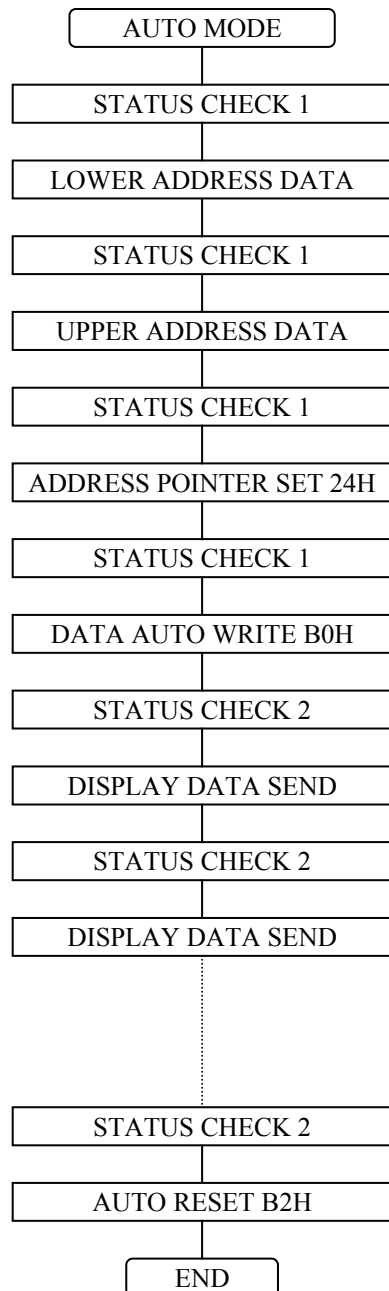 AUTO MODE
STATUS CHECK 1
LOWER ADDRESS DATA
STATUS CHECK 1
UPPER ADDRESS DATA
STATUS CHECK 1
ADDRESS POINTER SET 24H
STATUS CHECK 1
DATA AUTO WRITE B0H
STATUS CHECK 2
DISPLAY DATA SEND
STATUS CHECK 2
DISPLAY DATA SEND
STATUS CHECK 2
AUTO RESET B2H
END